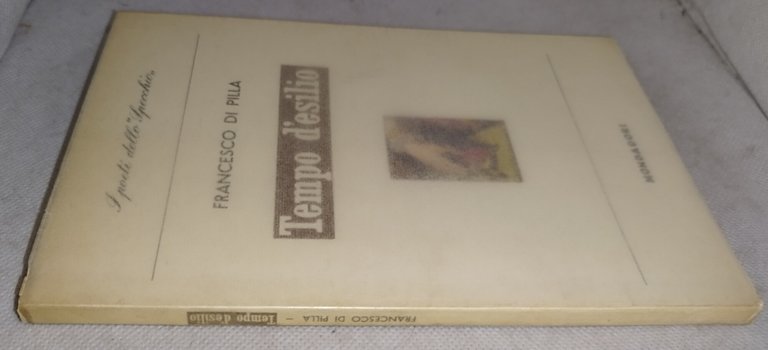 I poeti dello "Specchio"
FRANCESCO DI PILLA
Tempo d'esilio
MONDADORI
FRANCESCO DI PILLA - Tempo d'esilio